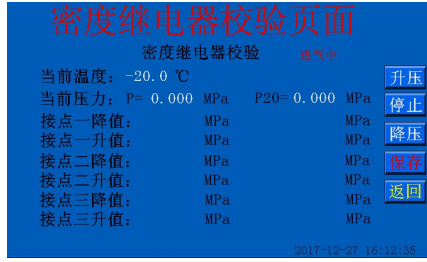 密度继电器校验页面
密度继电器校验 进气中
当前温度: -20.0 ℃ 升压
当前压力: P= 0.000 MPa P20= 0.000 MPa 停止
接点一降值: MPa MPa
接点一升值: MPa MPa 降压
接点二降值: MPa MPa 保存
接点二升值: MPa MPa
接点三降值: MPa MPa 返回
接点三升值: MPa MPa
2017-12-27 16:12:35